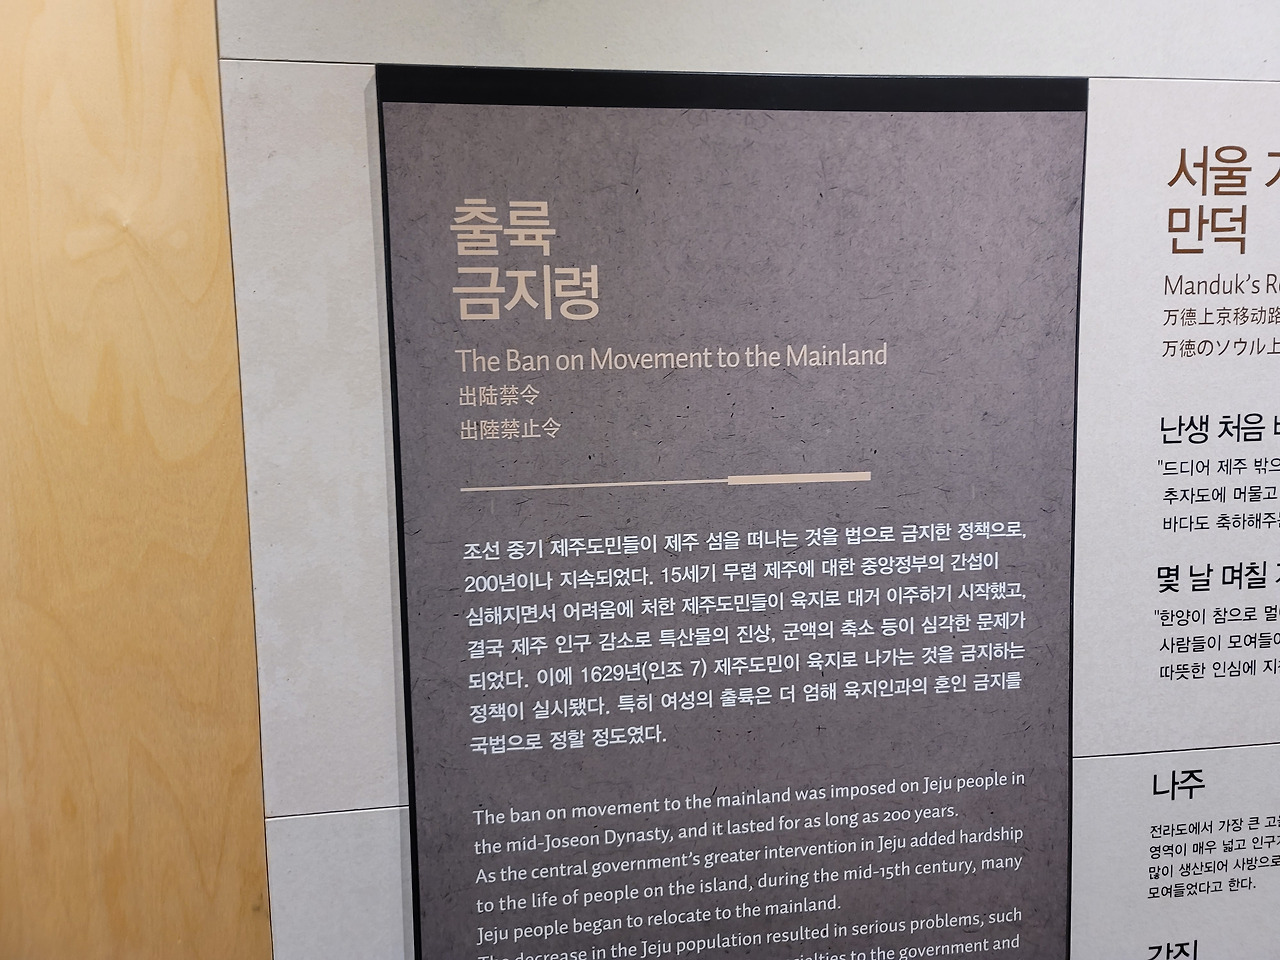 출륙
금지령
The Ban on Movement to the Mainland
出陆禁令
出陸禁止令
조선 중기 제주도민들이 제주 섬을 떠나는 것을 법으로 금지한 정책으로,
200년이나 지속되었다. 15세기 무렵 제주에 대한 중앙정부의 간섭이
심해지면서 어려움에 처한 제주도민들이 육지로 대거 이주하기 시작했고,
결국 제주 인구 감소로 특산물의 진상, 군액의 축소 등이 심각한 문제가
되었다. 이에 1629년(인조 7) 제주도민이 육지로 나가는 것을 금지하는
정책이 실시됐다. 특히 여성의 출륙은 더 엄해 육지인과의 혼인 금지를
국법으로 정할 정도였다.
The ban on movement to the mainland was imposed on Jeju people in
the mid-Joseon Dynasty, and it lasted for as long as 200 years.
As the central government's greater intervention in Jeju added hardship
to the life of people on the island, during the mid-15th century, many
Jeju people began to relocate to the mainland.
The decrease in the Jeju population resulted in serious problems, such
to the government and
서울
만덕
Manduk's
万德上京移动路
万徳のソウル上
난생 처음
"드디어 제주 밖으
추자도에 머물고
바다도 축하해주는
몇 날 며칠
"한양이 참으로
사람들이 모여들어
따뜻한 인심에
나주
전라도에서 가장 큰
영역이 매우 넓고 인구가
많이 생산되어 사방으로
모여들었다고 한다.
강진